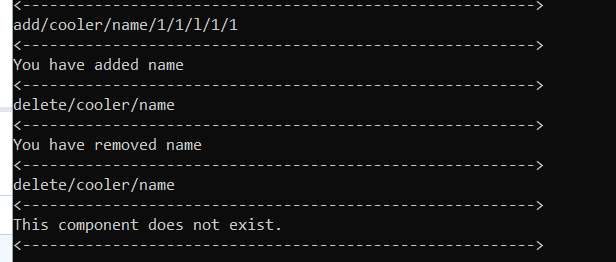 <--------------------------------------------------------->
add/cooler/name/1/1/l/1/1
<--------------------------------------------------------->
You have added name
<--------------------------------------------------------->
delete/cooler/name
<--------------------------------------------------------->
You have removed name
<--------------------------------------------------------->
delete/cooler/name
<--------------------------------------------------------->
This component does not exist.
<--------------------------------------------------------->